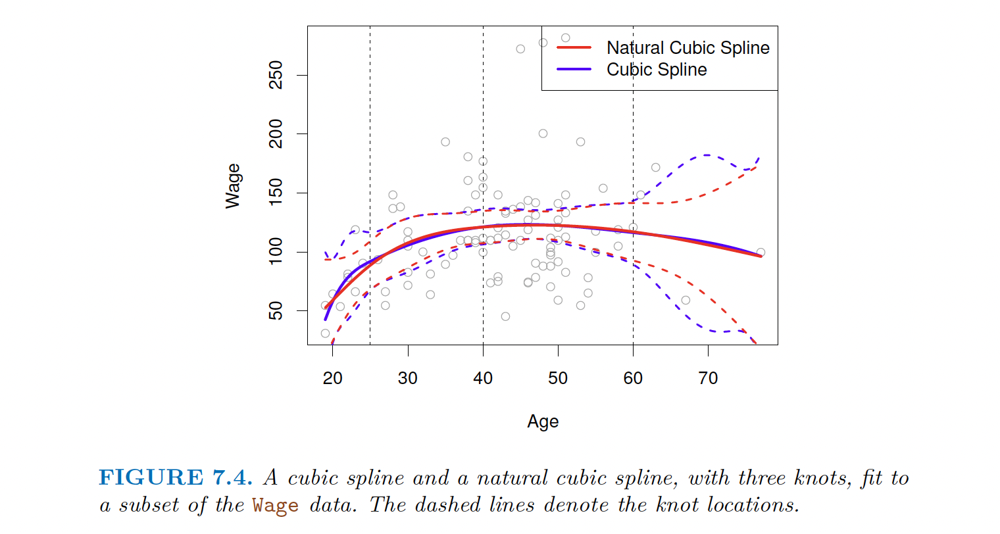 Natural Cubic Spline
Cubic Spline
250
200
150
100
50
Wage
20 30 40 50 60 70
Age
FIGURE 7.4. A cubic spline and a natural cubic spline, with three knots, fit to
a subset of the Wage data. The dashed lines denote the knot locations.